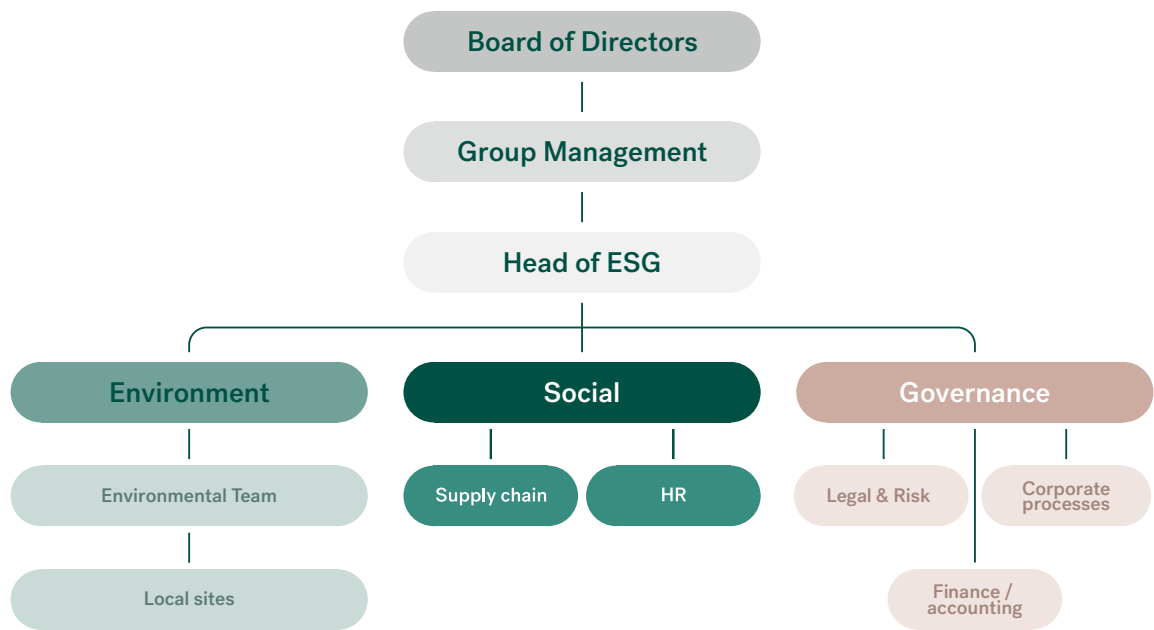 Board of Directors
Group Management
Head of ESG
Environment
Social
Governance
Environmental Team
Supply chain
HR
Legal & Risk
Corporate
processes
Local sites
Finance /
accounting